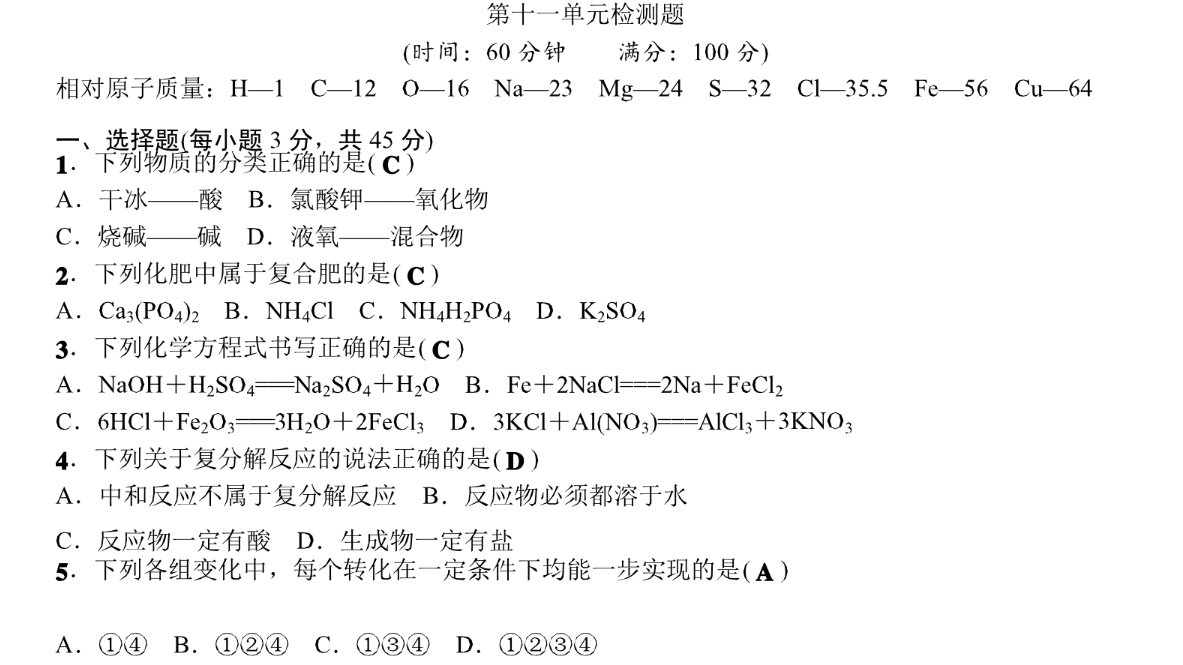 第十一单元检测题
(时间：60 分钟　　满分：100 分)
相对原子质量：H—1　C—12　O—16　Na—23　Mg—24　S—32　Cl—35.5　Fe—56　Cu—64
一、选择题(每小题 3 分，共 45 分)
1．下列物质的分类正确的是( C )
A．干冰——酸　B．氯酸钾——氧化物
C．烧碱——碱　D．液氧——混合物
2．下列化肥中属于复合肥的是( C )
A．Ca₃(PO₄)₂　B．NH₄Cl　C．NH₄H₂PO₄　D．K₂SO₄
3．下列化学方程式书写正确的是( C )
A．NaOH＋H₂SO₄===Na₂SO₄＋H₂O　B．Fe＋2NaCl===2Na＋FeCl₂
C．6HCl＋Fe₂O₃===3H₂O＋2FeCl₃　D．3KCl＋Al(NO₃)===AlCl₃＋3KNO₃
4．下列关于复分解反应的说法正确的是( D )
A．中和反应不属于复分解反应　B．反应物必须都溶于水
C．反应物一定有酸　D．生成物一定有盐
5．下列各组变化中，每个转化在一定条件下均能一步实现的是( A )
A．①④　B．①②④　C．①③④　D．①②③④